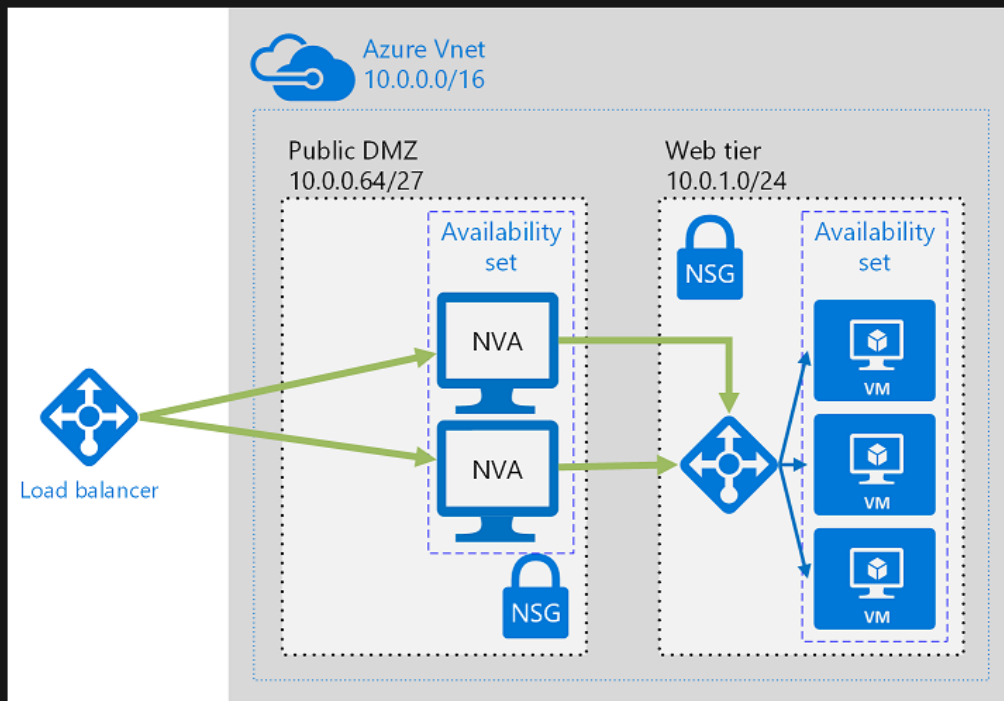 Azure Vnet
10.0.0.0/16
Public DMZ
10.0.0.64/27
Web tier
10.0.1.0/24
Availability
set
NSG
Availability
set
NVA
VM
NVA
VM
Load balancer
NSG
VM